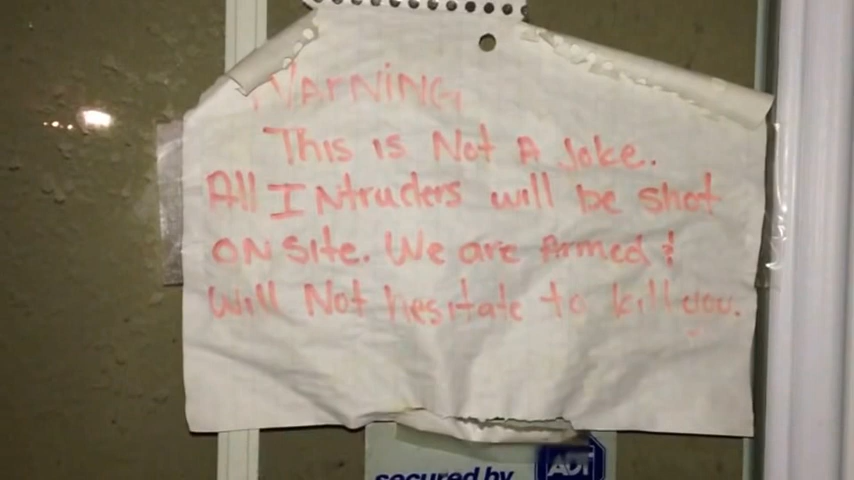 WArNiNG
This is Not A Joke.
All INtruders will be shot
ON Site. We are Armed &
Will Not hesitate to kill you.
secured by ADT